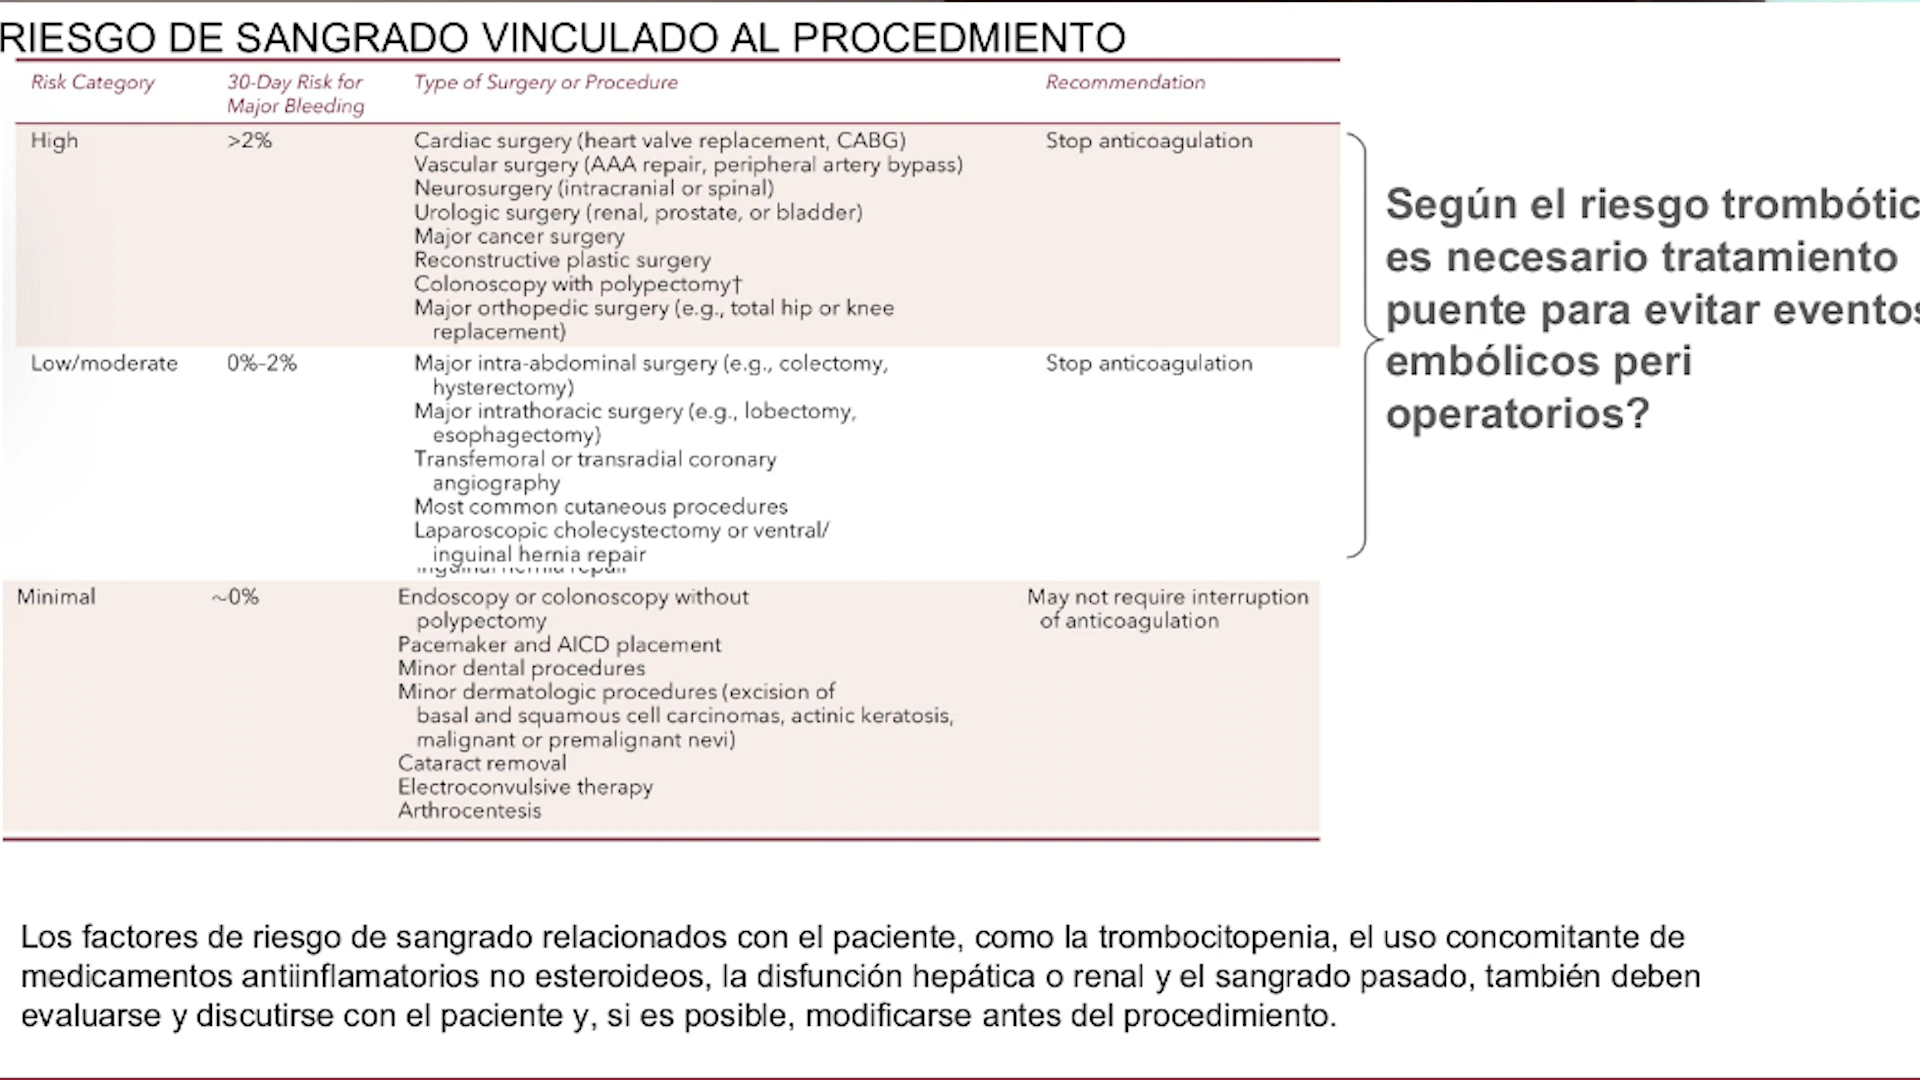 RIESGO DE SANGRADO VINCULADO AL PROCEDMIENTO
Risk Category
30-Day Risk for
Major Bleeding
Type of Surgery or Procedure
Recommendation
High
>2%
Cardiac surgery (heart valve replacement, CABG)
Vascular surgery (AAA repair, peripheral artery bypass)
Neurosurgery (intracranial or spinal)
Urologic surgery (renal, prostate, or bladder)
Major cancer surgery
Reconstructive plastic surgery
Colonoscopy with polypectomy†
Major orthopedic surgery (e.g., total hip or knee
replacement)
Stop anticoagulation
Low/moderate
0%-2%
Major intra-abdominal surgery (e.g., colectomy,
hysterectomy)
Major intrathoracic surgery (e.g., lobectomy,
esophagectomy)
Transfemoral or transradial coronary
angiography
Most common cutaneous procedures
Laparoscopic cholecystectomy or ventral/
inguinal hernia repair
Stop anticoagulation
Minimal
~0%
Endoscopy or colonoscopy without
polypectomy
Pacemaker and AICD placement
Minor dental procedures
Minor dermatologic procedures (excision of
basal and squamous cell carcinomas, actinic keratosis,
malignant or premalignant nevi)
Cataract removal
Electroconvulsive therapy
Arthrocentesis
May not require interruption
of anticoagulation
Según el riesgo trombótic
es necesario tratamiento
puente para evitar eventos
embólicos peri
operatorios?
Los factores de riesgo de sangrado relacionados con el paciente, como la trombocitopenia, el uso concomitante de
medicamentos antiinflamatorios no esteroideos, la disfunción hepática o renal y el sangrado pasado, también deben
evaluarse y discutirse con el paciente y, si es posible, modificarse antes del procedimiento.